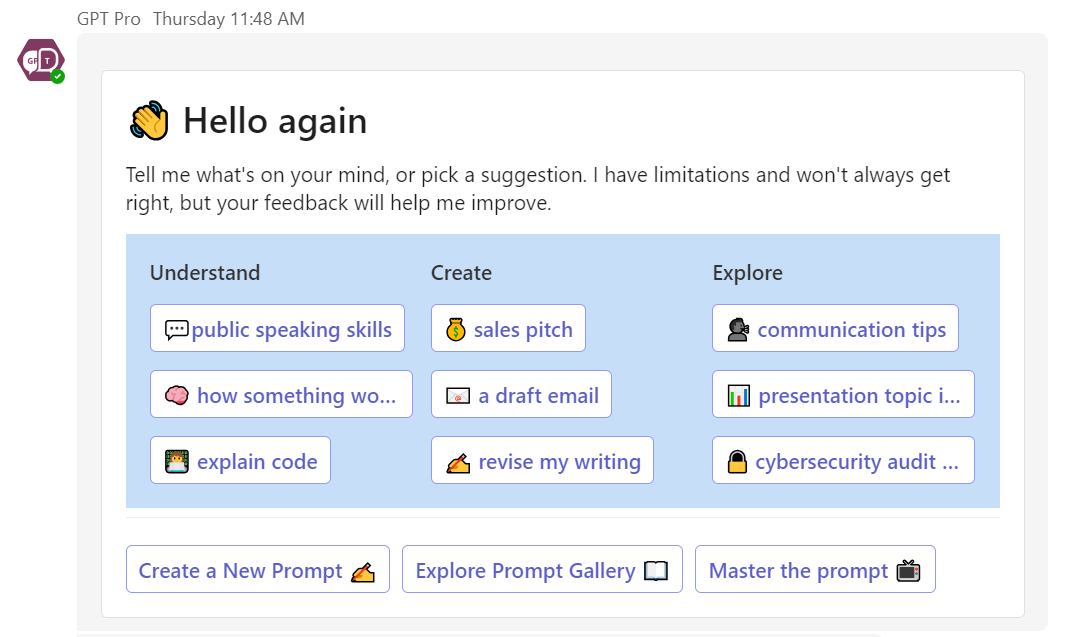 GPT Pro Thursday 11:48 AM
GPT
👋 Hello again
Tell me what's on your mind, or pick a suggestion. I have limitations and won't always get
right, but your feedback will help me improve.
Understand Create Explore
💬public speaking skills 💰 sales pitch 🗣 communication tips
🧠 how something wo... 📧 a draft email 📊 presentation topic i...
👨‍💻 explain code ✍ revise my writing 🔒 cybersecurity audit ...
Create a New Prompt ✍ Explore Prompt Gallery 📖 Master the prompt 📺